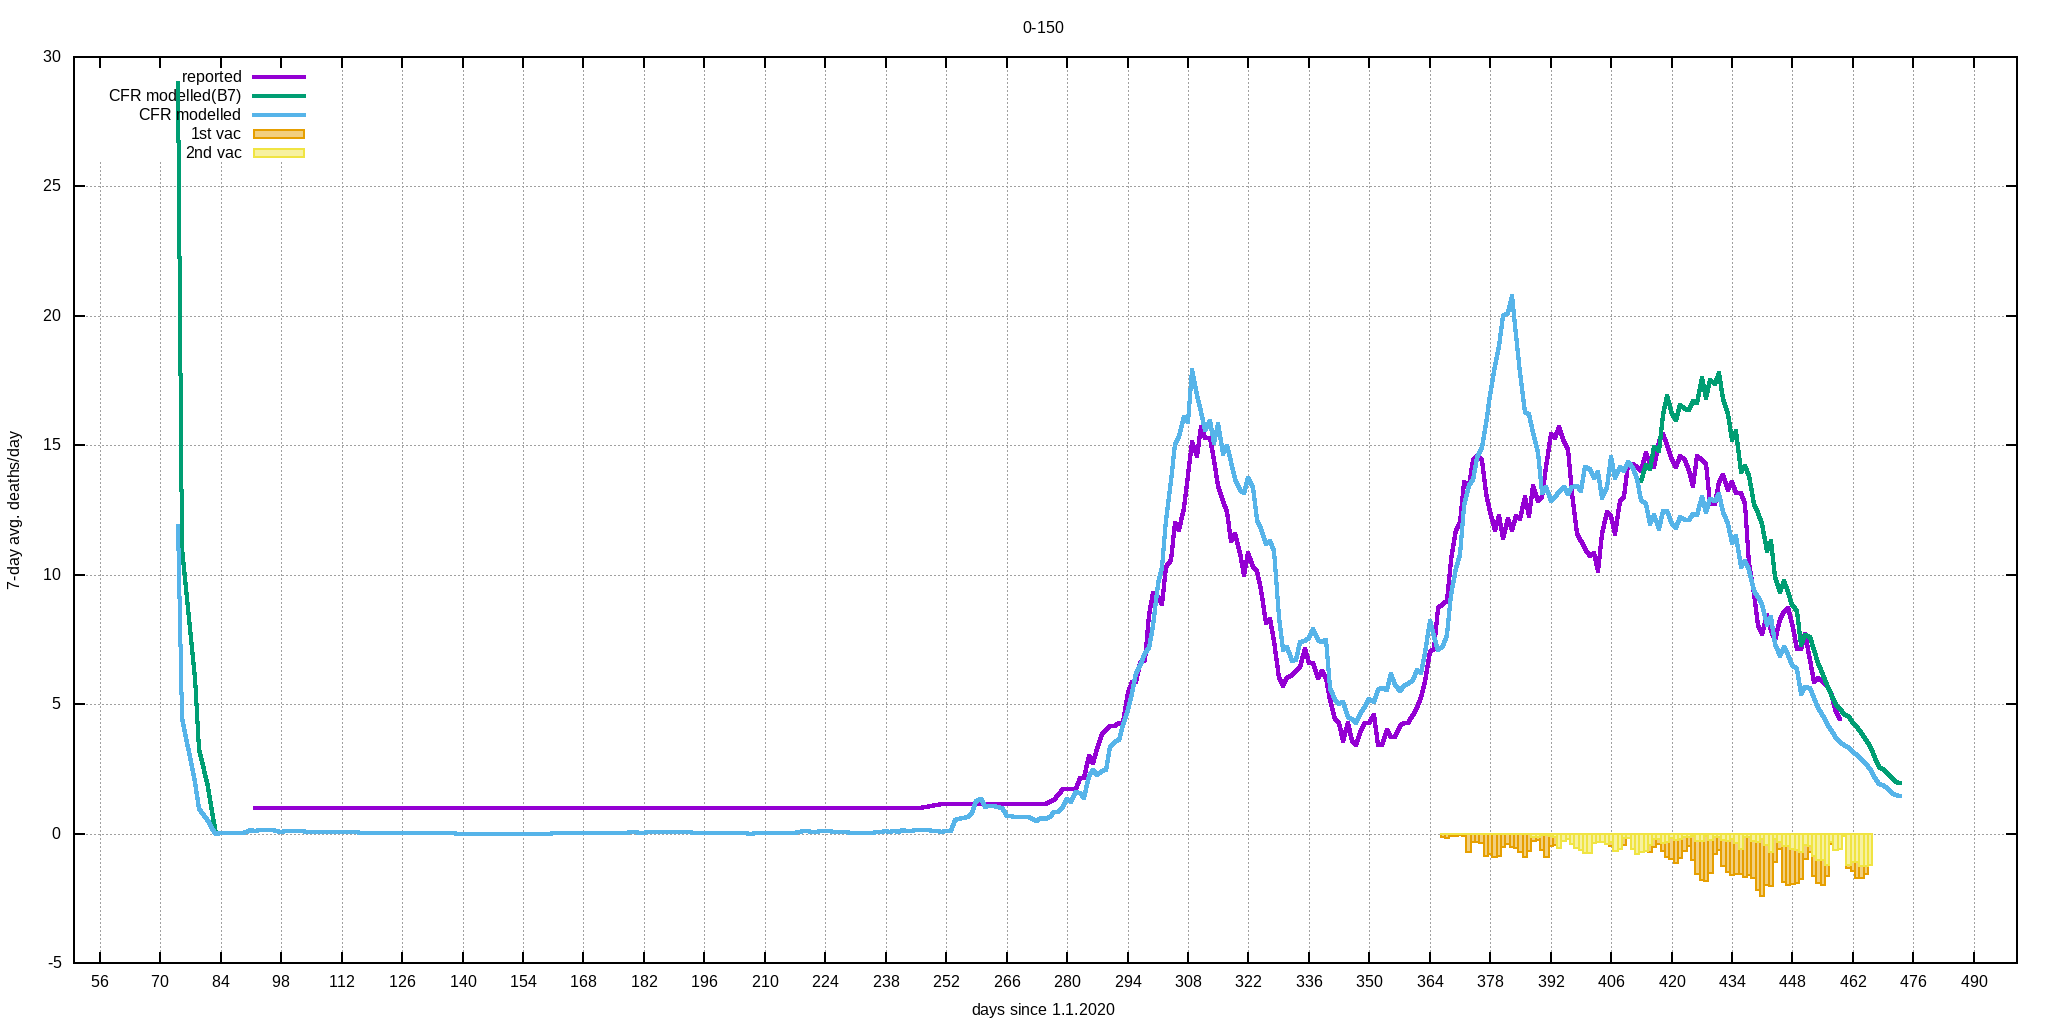 0-150
reported
CFR modelled(B7)
CFR modelled
1st vac
2nd vac
30
25
20
15
10
5
0
-5
7-day avg. deaths/day
56 70 84 98 112 126 140 154 168 182 196 210 224 238 252 266 280 294 308 322 336 350 364 378 392 406 420 434 448 462 476 490
days since 1.1.2020